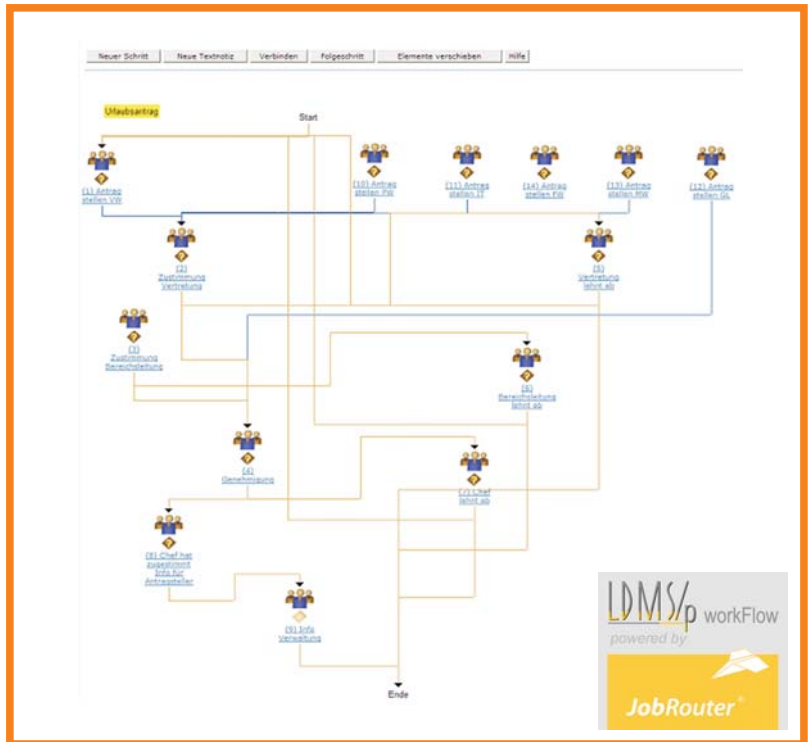 Neuer Schritt Neue Textnotiz Verbinden Folgeschritt Elemente verschieben Hilfe
Urlaubsantrag
Start
(1) Antrag
stellen VW
(10) Antrag
stellen PW
(11) Antrag
stellen IT
(14) Antrag
stellen EW
(13) Antrag
stellen MW
(12) Antrag
stellen GL
(2)
Zustimmung
Vertretung
(5)
Vertretung
lehnt ab
(3)
Zustimmung
Bereichsleitung
(6)
Bereichsleitung
lehnt ab
(4)
Genehmigung
(7) Chef
lehnt ab
(8) Chef hat
zugestimmt
Info für
Antragsteller
(9) Info
Verwaltung
Ende
LDMS/p workFlow
powered by
JobRouter®